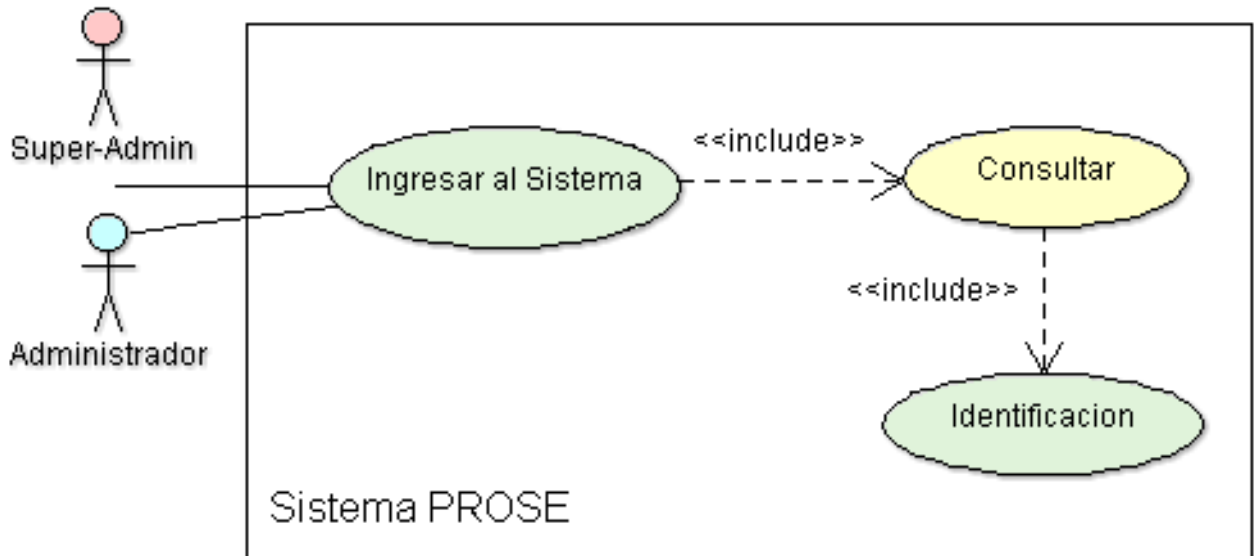 Super-Admin
Ingresar al Sistema
<<include>>
Consultar
<<include>>
Administrador
Identificacion
Sistema PROSE